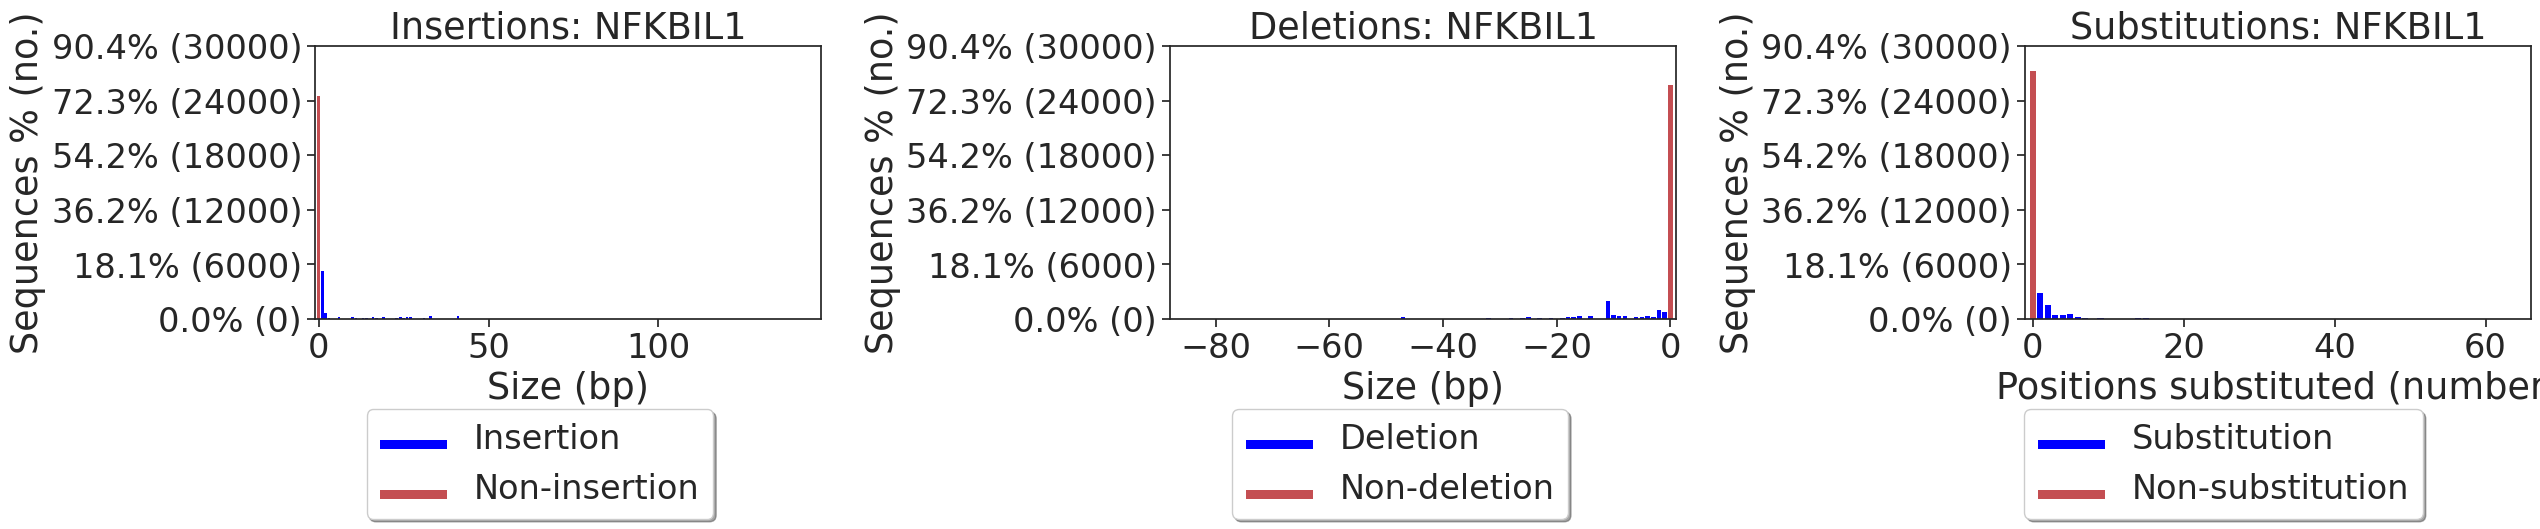 Insertions: NFKBIL1
Sequences % (no.)
90.4% (30000)
72.3% (24000)
54.2% (18000)
36.2% (12000)
18.1% (6000)
0.0% (0)
0 50 100
Size (bp)
Insertion
Non-insertion
Deletions: NFKBIL1
Sequences % (no.)
90.4% (30000)
72.3% (24000)
54.2% (18000)
36.2% (12000)
18.1% (6000)
0.0% (0)
−80 −60 −40 −20 0
Size (bp)
Deletion
Non-deletion
Substitutions: NFKBIL1
Sequences % (no.)
90.4% (30000)
72.3% (24000)
54.2% (18000)
36.2% (12000)
18.1% (6000)
0.0% (0)
0 20 40 60
Positions substituted (number
Substitution
Non-substitution